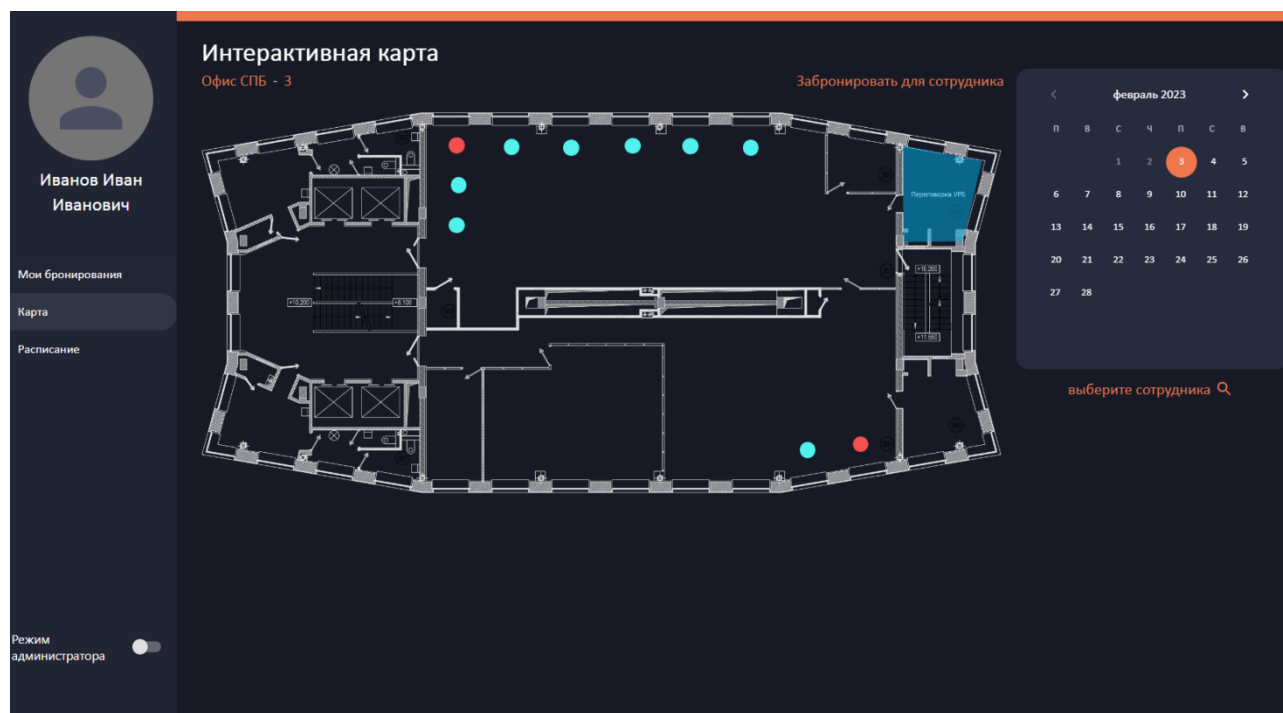 Интерактивная карта
Офис СПБ - 3
Забронировать для сотрудника
Иванов Иван
Иванович
Мои бронирования
Карта
Расписание
Режим
администратора
Переговорка УРБ
+10,200
+8,100
+10,200
+11,660
февраль 2023
П В С Ч П С В
1 2 3 4 5
6 7 8 9 10 11 12
13 14 15 16 17 18 19
20 21 22 23 24 25 26
27 28
выберите сотрудника